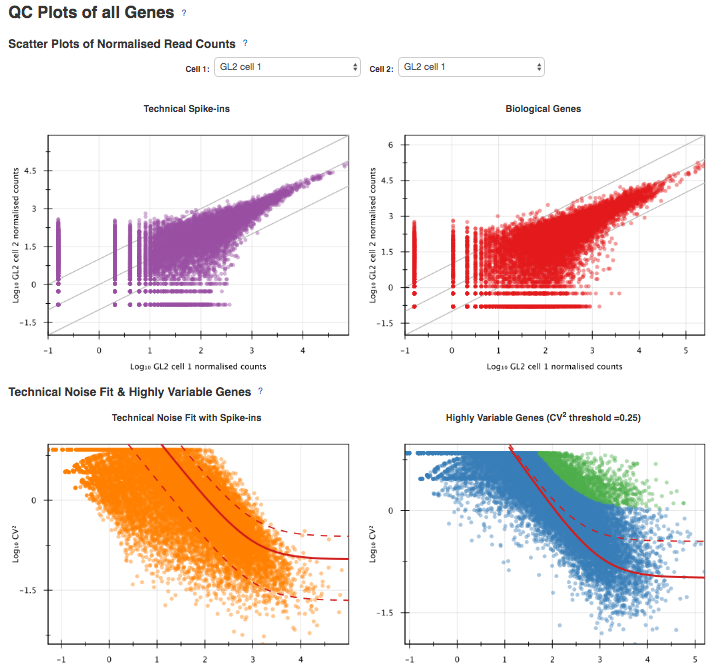 QC Plots of all Genes ?
Scatter Plots of Normalised Read Counts ?
Cell 1: GL2 cell 1 Cell 2: GL2 cell 1
Technical Spike-ins
Log₁₀ GL2 cell 2 normalised counts
4.5
3
1.5
0
−1.5
−1 0 1 2 3 4
Log₁₀ GL2 cell 1 normalised counts
Biological Genes
Log₁₀ GL2 cell 2 normalised counts
6
4.5
3
1.5
0
−1.5
−1 0 1 2 3 4 5
Log₁₀ GL2 cell 1 normalised counts
Technical Noise Fit & Highly Variable Genes ?
Technical Noise Fit with Spike-ins
Log₁₀ CV²
0
−1.5
−1 0 1 2 3 4
Highly Variable Genes (CV² threshold =0.25)
Log₁₀ CV²
0
−1.5
−1 0 1 2 3 4 5